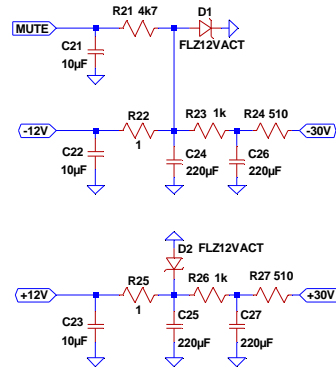 R21 4k7
D1
MUTE
C21
10µF
FLZ12VACT
R22
R23 1k
R24 510
-12V
-30V
1
C22
10µF
C24
220µF
C26
220µF
D2 FLZ12VACT
R25
R26 1k
R27 510
+12V
+30V
1
C23
10µF
C25
220µF
C27
220µF